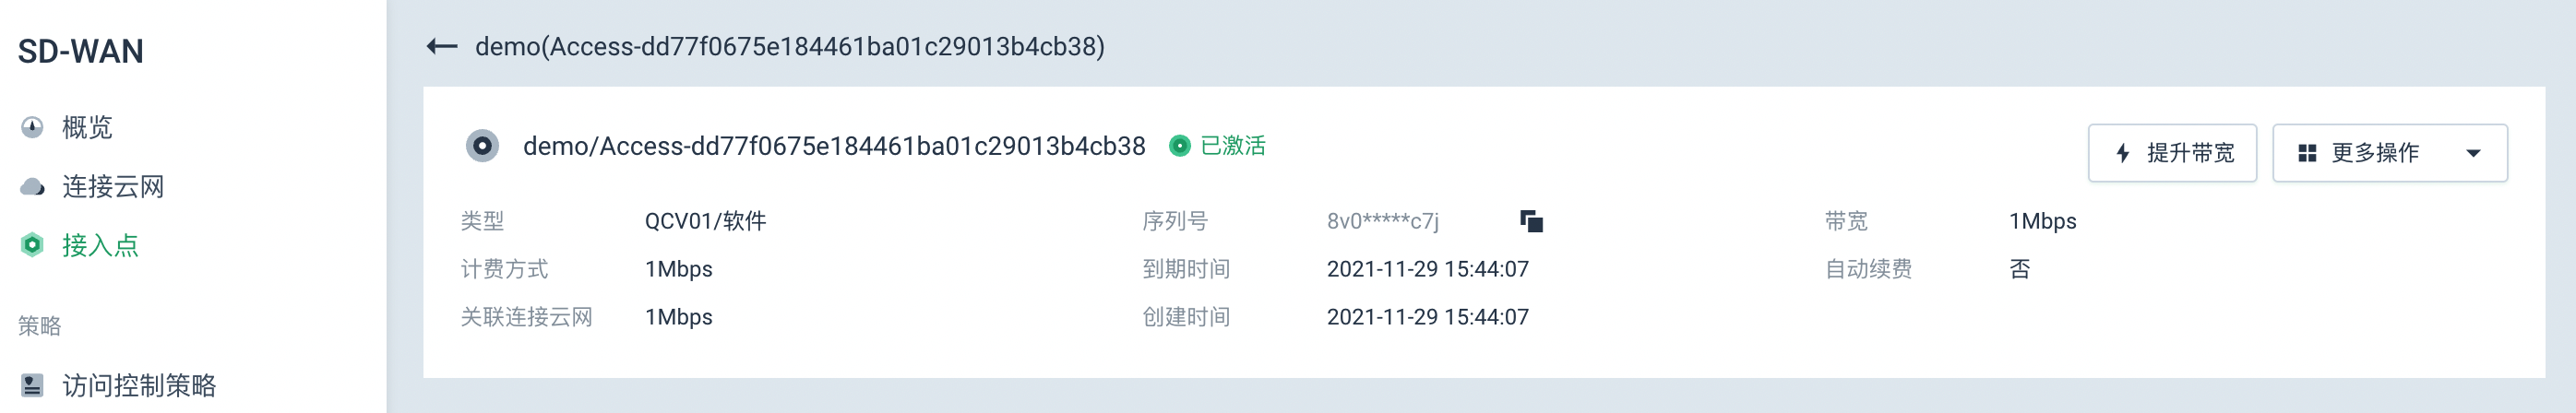 SD-WAN
概览
连接云网
接入点
策略
访问控制策略
demo(Access-dd77f0675e184461ba01c29013b4cb38)
demo/Access-dd77f0675e184461ba01c29013b4cb38 已激活
提升带宽 更多操作
类型 QCV01/软件 序列号 8v0*****c7j 带宽 1Mbps
计费方式 1Mbps 到期时间 2021-11-29 15:44:07 自动续费 否
关联连接云网 1Mbps 创建时间 2021-11-29 15:44:07